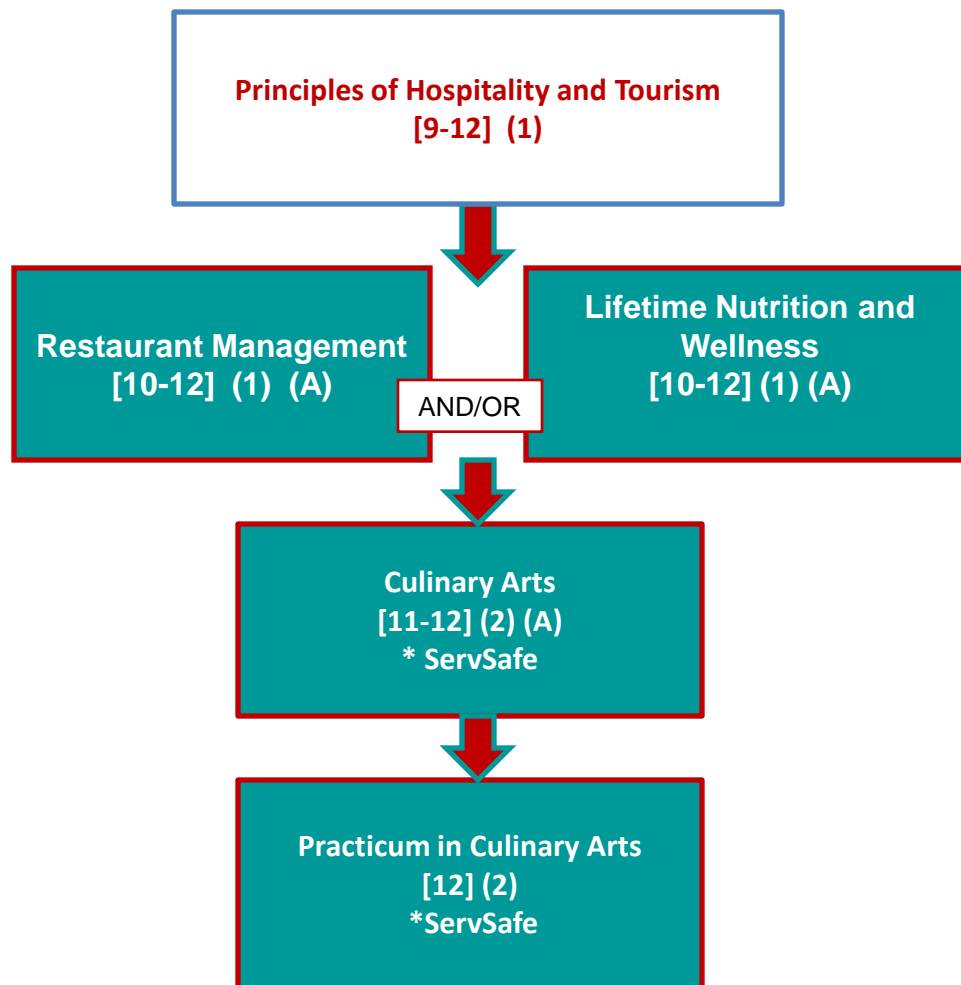 Principles of Hospitality and Tourism
[9-12] (1)
Restaurant Management
[10-12] (1) (A)
AND/OR
Lifetime Nutrition and
Wellness
[10-12] (1) (A)
Culinary Arts
[11-12] (2) (A)
* ServSafe
Practicum in Culinary Arts
[12] (2)
*ServSafe